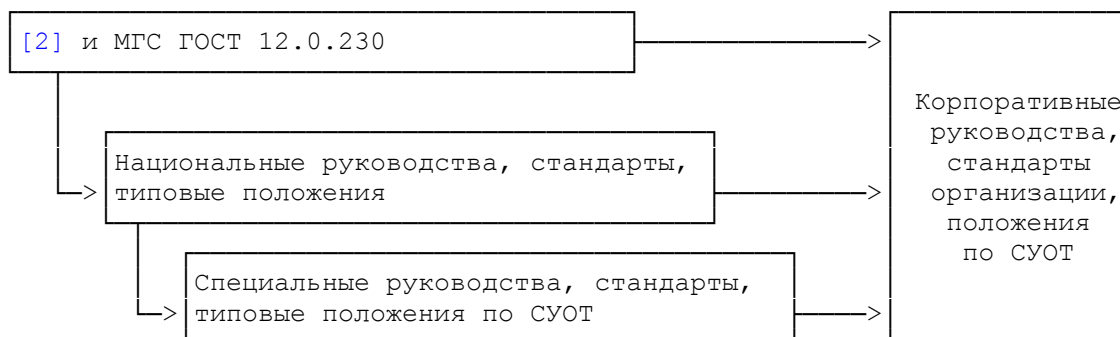 [2] и МГС ГОСТ 12.0.230
Национальные руководства, стандарты,
типовые положения
Специальные руководства, стандарты,
типовые положения по СУОТ
Корпоративные
руководства,
стандарты
организации,
положения
по СУОТ